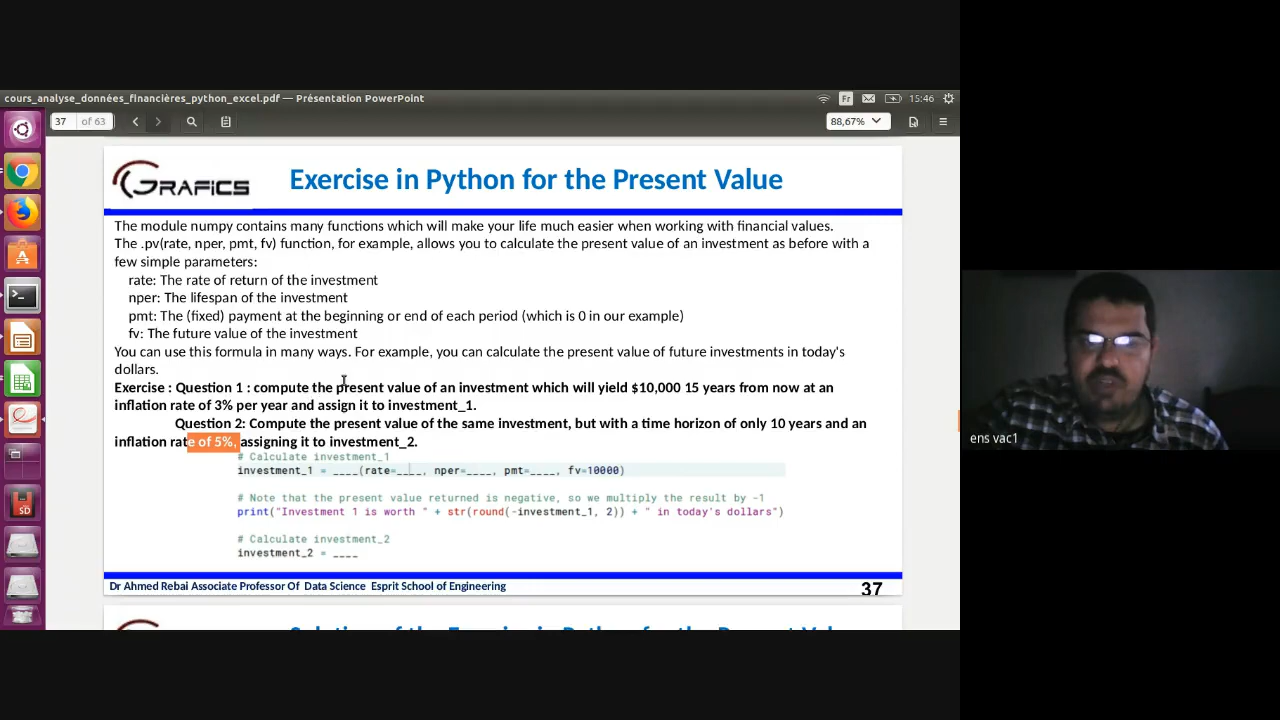 cours_analyse_données_financières_python_excel.pdf — Présentation PowerPoint
Fr
15:46
37 of 63
88,67%
GRAFICS
Exercise in Python for the Present Value
The module numpy contains many functions which will make your life much easier when working with financial values.
The .pv(rate, nper, pmt, fv) function, for example, allows you to calculate the present value of an investment as before with a
few simple parameters:
rate: The rate of return of the investment
nper: The lifespan of the investment
pmt: The (fixed) payment at the beginning or end of each period (which is 0 in our example)
fv: The future value of the investment
You can use this formula in many ways. For example, you can calculate the present value of future investments in today's
dollars.
Exercise : Question 1 : compute the present value of an investment which will yield $10,000 15 years from now at an
inflation rate of 3% per year and assign it to investment_1.
Question 2: Compute the present value of the same investment, but with a time horizon of only 10 years and an
inflation rate of 5%, assigning it to investment_2.
# Calculate investment_1
investment_1 = ____(rate=____, nper=____, pmt=____, fv=10000)
# Note that the present value returned is negative, so we multiply the result by -1
print("Investment 1 is worth " + str(round(-investment_1, 2)) + " in today's dollars")
# Calculate investment_2
investment_2 = ____
Dr Ahmed Rebai Associate Professor Of Data Science Esprit School of Engineering
37
ens vac1
SD